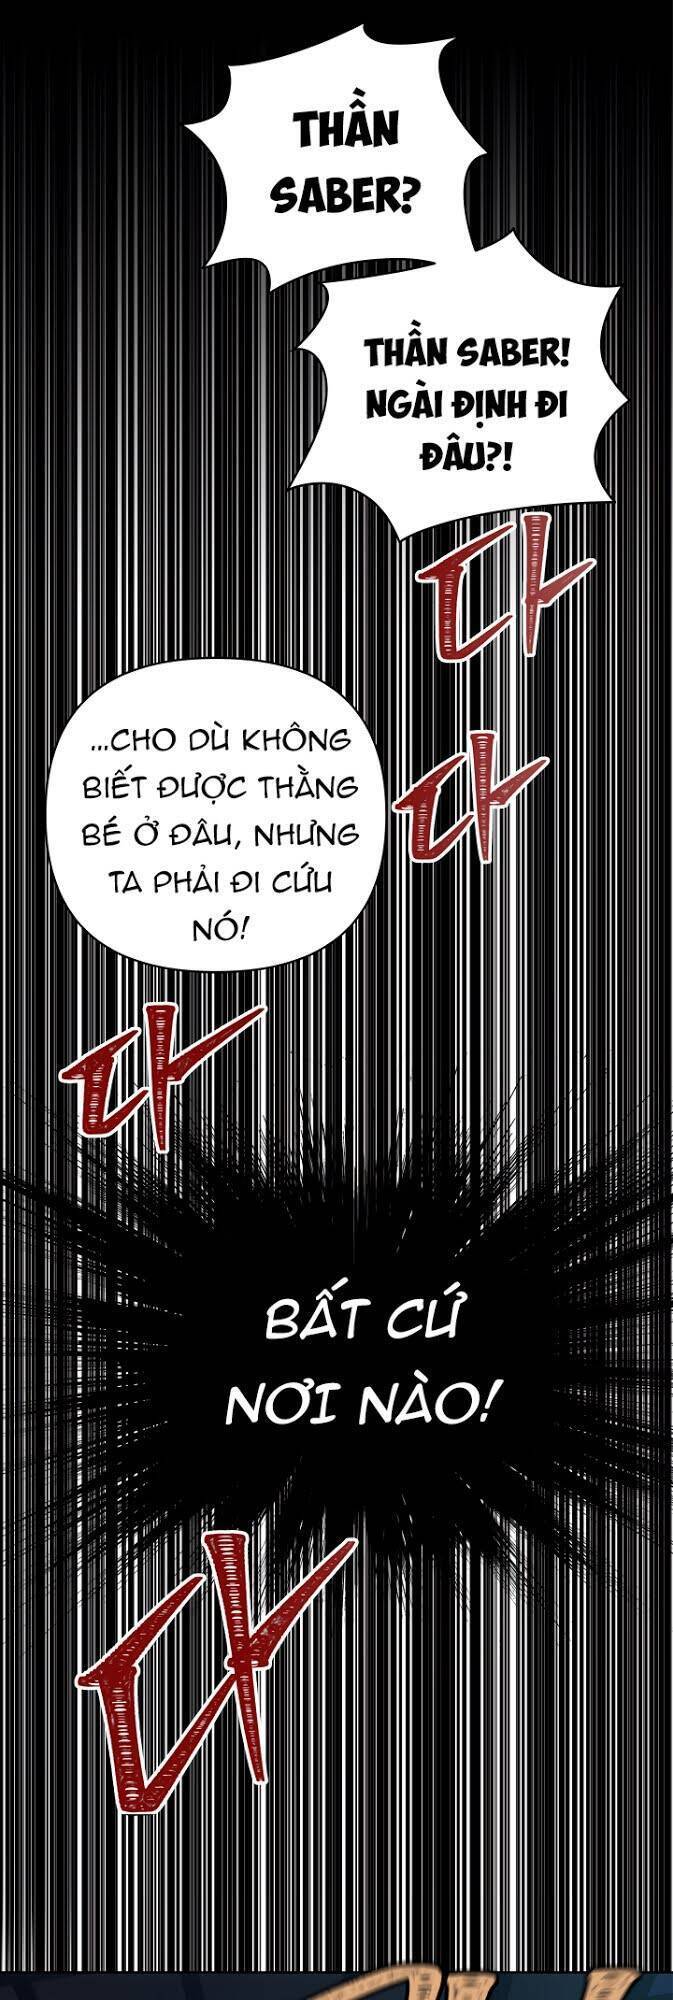 THẦN
SABER?
THẦN SABER!
NGÀI ĐỊNH ĐI
ĐÂU?!
다
다
...CHO DÙ KHÔNG
BIẾT ĐƯỢC THẰNG
BÉ Ở ĐÂU, NHƯNG
TA PHẢI ĐI CỨU
NÓ!
다
BẤT CỨ
NƠI NÀO!
다